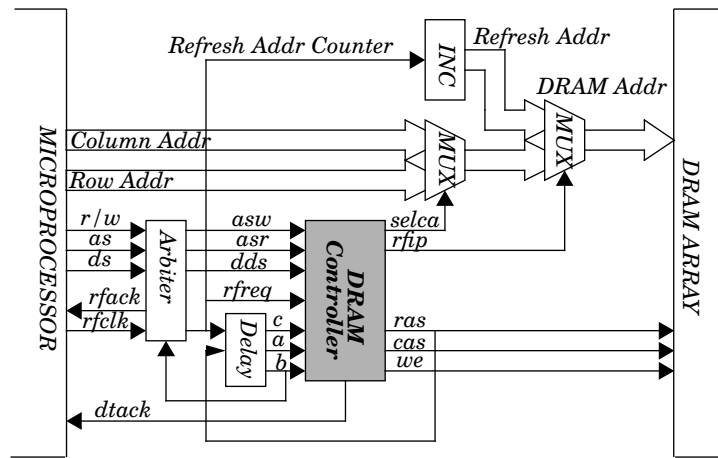 Refresh Addr Counter
INC
Refresh Addr
DRAM Addr
MICROPROCESSOR
Column Addr
Row Addr
MUX
MUX
DRAM ARRAY
r/w
as
ds
rfack
rfclk
Arbiter
asw
asr
dds
rfreq
Delay
c
a
b
DRAM
Controller
selca
rfip
ras
cas
we
dtack